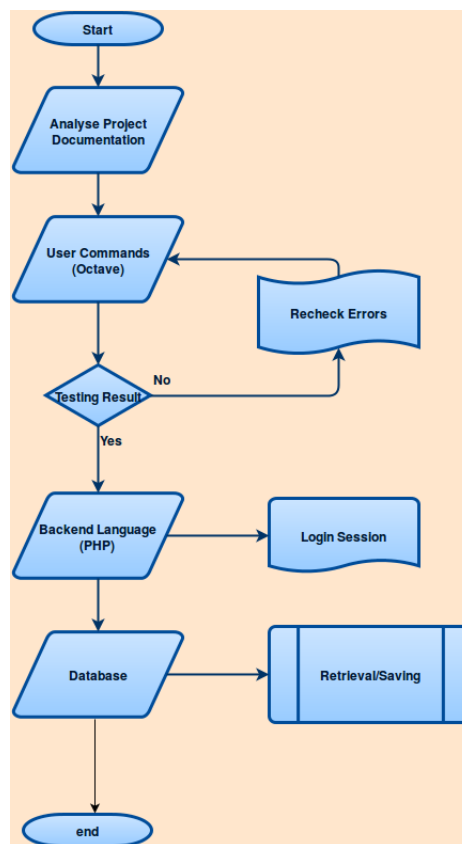 Start
Analyse Project
Documentation
User Commands
(Octave)
Recheck Errors
No
Testing Result
Yes
Backend Language
(PHP)
Login Session
Database
Retrieval/Saving
end